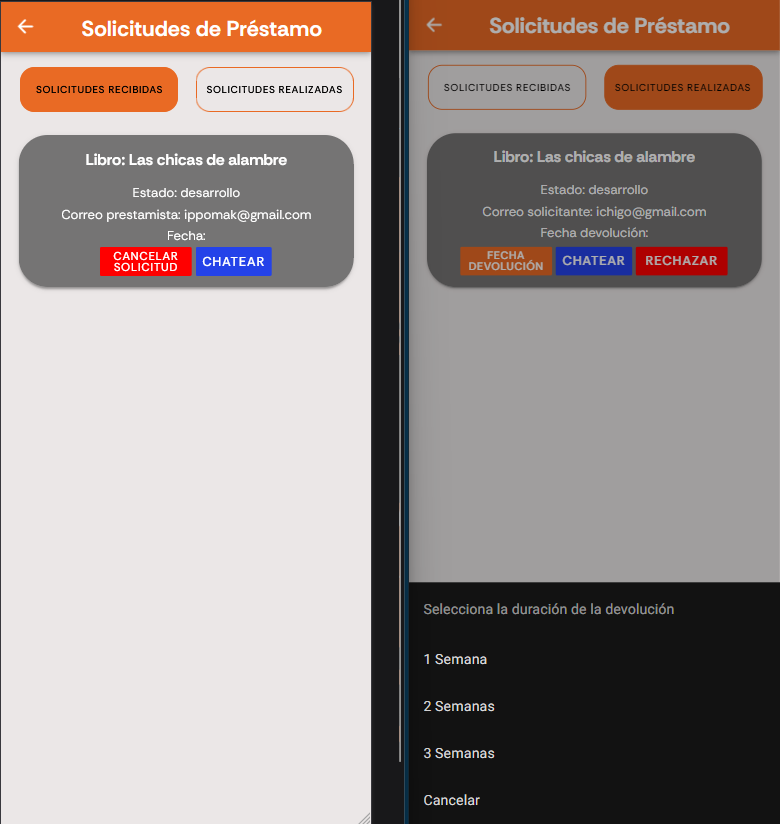 Solicitudes de Préstamo
SOLICITUDES RECIBIDAS
SOLICITUDES REALIZADAS
Libro: Las chicas de alambre
Estado: desarrollo
Correo prestamista: ippomak@gmail.com
Fecha:
CANCELAR
SOLICITUD
CHATEAR
Solicitudes de Préstamo
SOLICITUDES RECIBIDAS
SOLICITUDES REALIZADAS
Libro: Las chicas de alambre
Estado: desarrollo
Correo solicitante: ichigo@gmail.com
Fecha devolución:
FECHA
DEVOLUCIÓN
CHATEAR
RECHAZAR
Selecciona la duración de la devolución
1 Semana
2 Semanas
3 Semanas
Cancelar